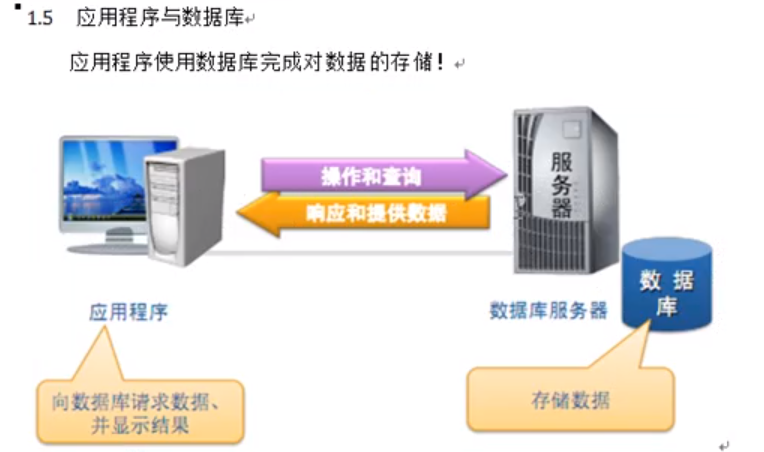 1.5 应用程序与数据库
应用程序使用数据库完成对数据的存储！
操作和查询
响应和提供数据
服务器
数据库
应用程序
数据库服务器
向数据库请求数据、
并显示结果
存储数据